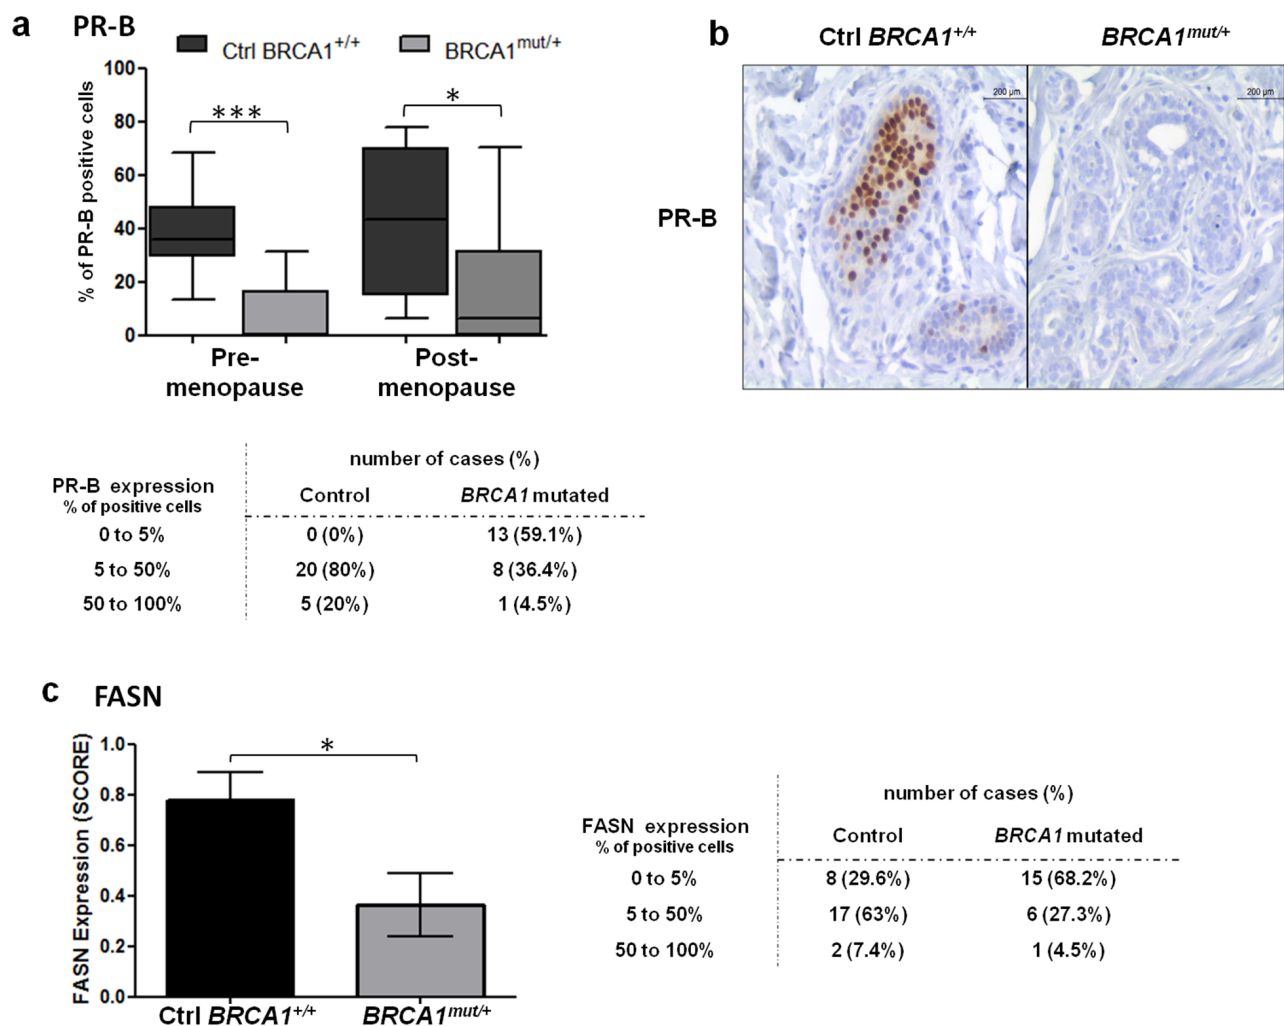 a PR-B
Ctrl BRCA1+/+ BRCA1mut/+
% of PR-B positive cells
100
80
60
40
20
0
***
*
Pre-
menopause
Post-
menopause
number of cases (%)
PR-B expression
% of positive cells
Control BRCA1 mutated
0 to 5% 0 (0%) 13 (59.1%)
5 to 50% 20 (80%) 8 (36.4%)
50 to 100% 5 (20%) 1 (4.5%)
b
Ctrl BRCA1+/+ BRCA1mut/+
200 µm 200 µm
PR-B
c FASN
FASN Expression (SCORE)
1.0
0.8
0.6
0.4
0.2
0.0
*
Ctrl BRCA1+/+ BRCA1mut/+
number of cases (%)
FASN expression
% of positive cells
Control BRCA1 mutated
0 to 5% 8 (29.6%) 15 (68.2%)
5 to 50% 17 (63%) 6 (27.3%)
50 to 100% 2 (7.4%) 1 (4.5%)